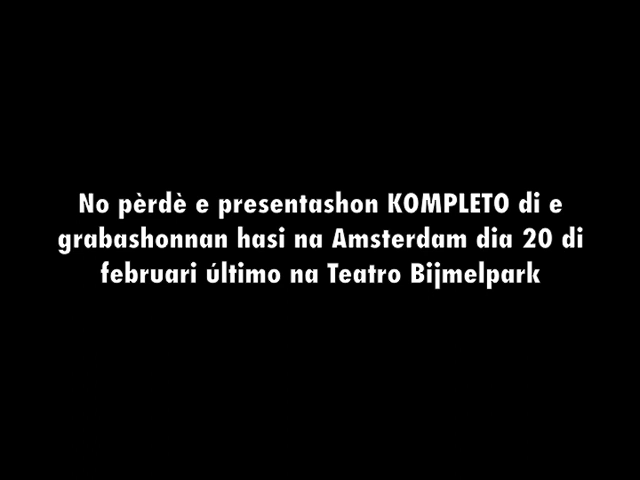 No pèrdè e presentashon KOMPLETO di e
grabashonnan hasi na Amsterdam dia 20 di
februari último na Teatro Bijmelpark